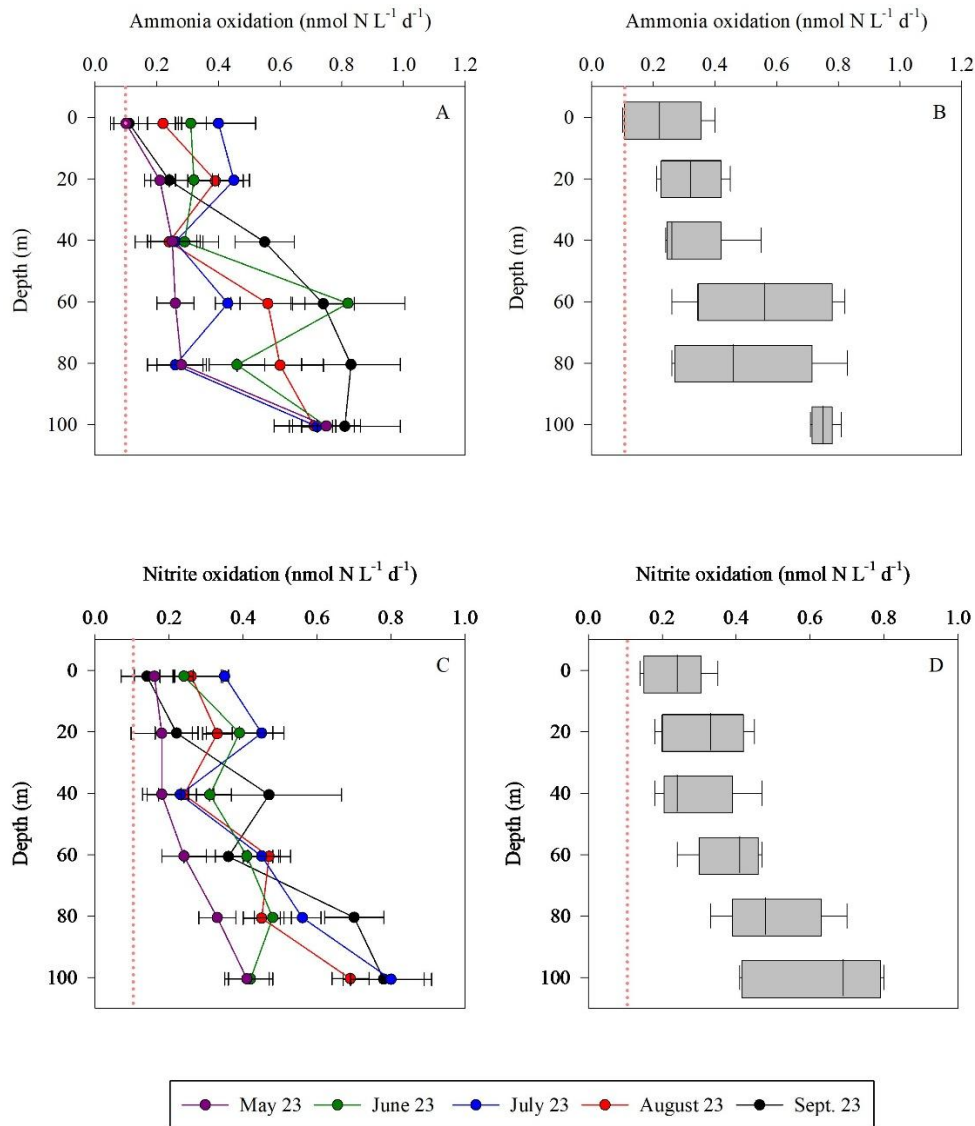 Ammonia oxidation (nmol N L⁻¹ d⁻¹)
0.0 0.2 0.4 0.6 0.8 1.0 1.2
A
Depth (m)
0
20
40
60
80
100
Ammonia oxidation (nmol N L⁻¹ d⁻¹)
0.0 0.2 0.4 0.6 0.8 1.0 1.2
B
Depth (m)
0
20
40
60
80
100
Nitrite oxidation (nmol N L⁻¹ d⁻¹)
0.0 0.2 0.4 0.6 0.8 1.0
C
Depth (m)
0
20
40
60
80
100
Nitrite oxidation (nmol N L⁻¹ d⁻¹)
0.0 0.2 0.4 0.6 0.8 1.0
D
Depth (m)
0
20
40
60
80
100
May 23 June 23 July 23 August 23 Sept. 23